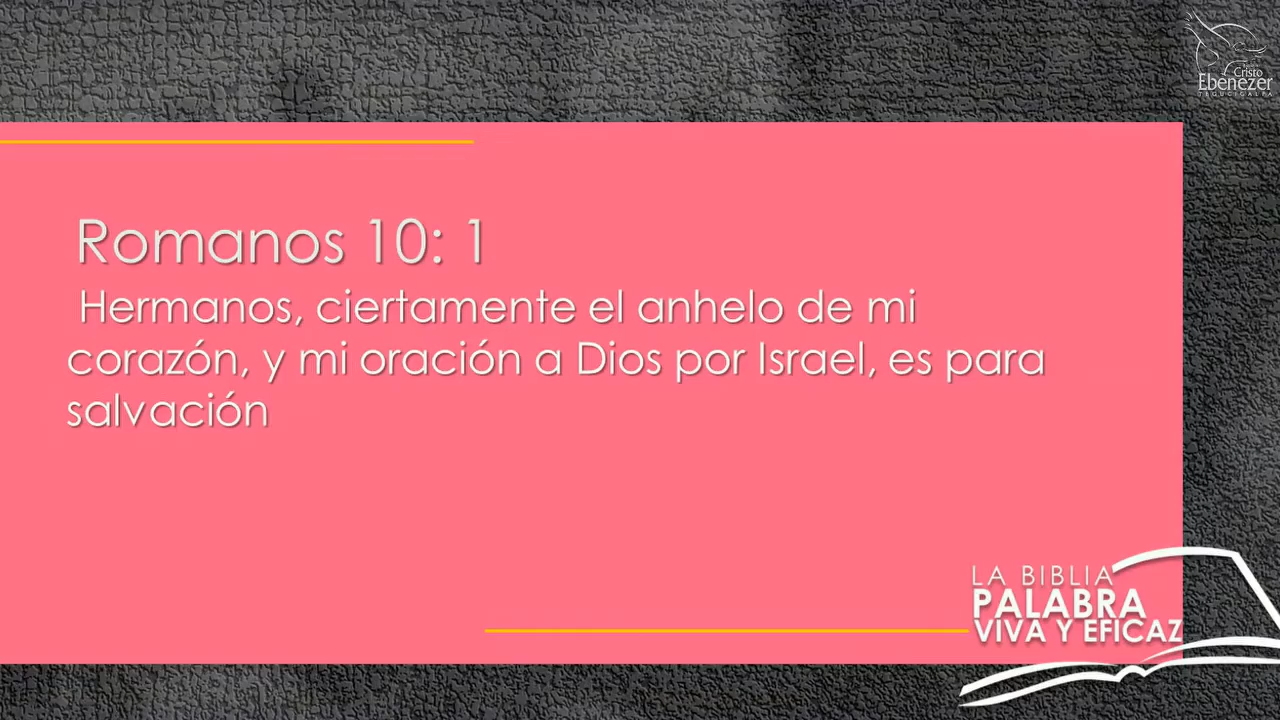 Cristo
Ebenezer
TEGUCIGALPA
Romanos 10: 1
Hermanos, ciertamente el anhelo de mi
corazón, y mi oración a Dios por Israel, es para
salvación
LA BIBLIA
PALABRA
VIVA Y EFICAZ